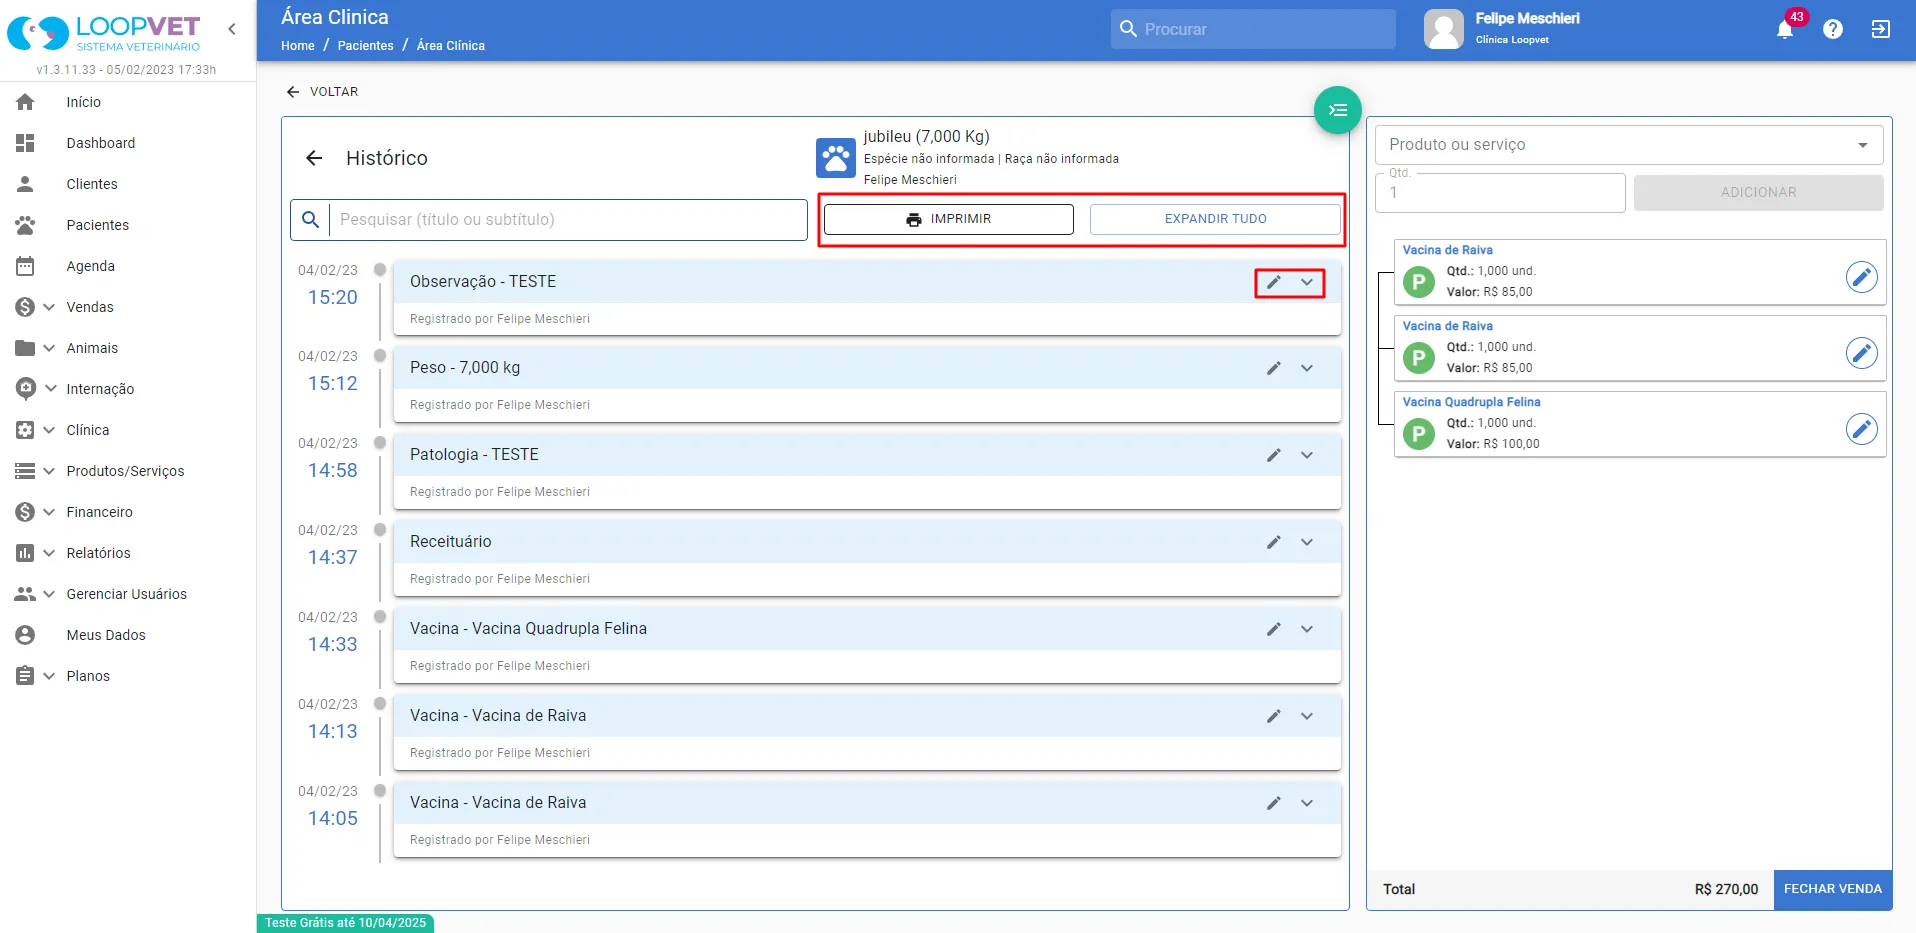 LOOPVET
SISTEMA VETERINÁRIO
v1.3.11.33 - 05/02/2023 17:33h
Início
Dashboard
Clientes
Pacientes
Agenda
Vendas
Animais
Internação
Clínica
Produtos/Serviços
Financeiro
Relatórios
Gerenciar Usuários
Meus Dados
Planos
Área Clinica
Home / Pacientes / Área Clínica
Procurar
Felipe Meschieri
Clínica Loopvet
43
VOLTAR
Histórico
jubileu (7,000 Kg)
Espécie não informada | Raça não informada
Felipe Meschieri
Pesquisar (título ou subtítulo)
IMPRIMIR
EXPANDIR TUDO
04/02/23
15:20
Observação - TESTE
Registrado por Felipe Meschieri
04/02/23
15:12
Peso - 7,000 kg
Registrado por Felipe Meschieri
04/02/23
14:58
Patologia - TESTE
Registrado por Felipe Meschieri
04/02/23
14:37
Receituário
Registrado por Felipe Meschieri
04/02/23
14:33
Vacina - Vacina Quadrupla Felina
Registrado por Felipe Meschieri
04/02/23
14:13
Vacina - Vacina de Raiva
Registrado por Felipe Meschieri
04/02/23
14:05
Vacina - Vacina de Raiva
Registrado por Felipe Meschieri
Produto ou serviço
Qtd.
1
ADICIONAR
Vacina de Raiva
P
Qtd.: 1,000 und.
Valor: R$ 85,00
Vacina de Raiva
P
Qtd.: 1,000 und.
Valor: R$ 85,00
Vacina Quadrupla Felina
P
Qtd.: 1,000 und.
Valor: R$ 100,00
Total
R$ 270,00
FECHAR VENDA
Teste Grátis até 10/04/2025